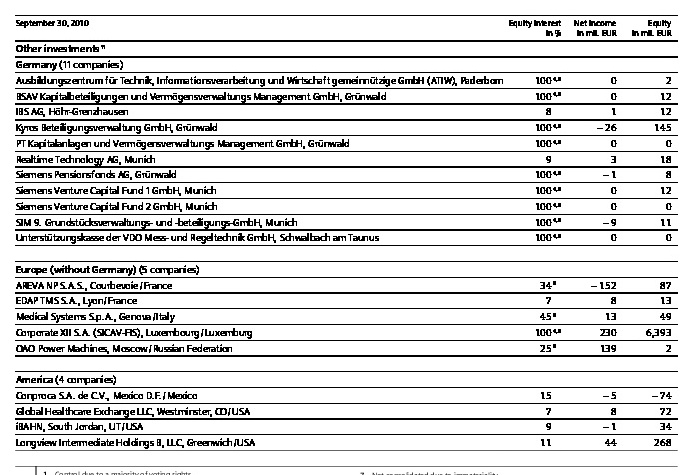 September 30, 2010 Equity interest Net income Equity
in % in mil. EUR in mil. EUR
Other investments 11
Germany (11 companies)
Ausbildungszentrum für Technik, Informationsverarbeitung und Wirtschaft gemeinnützige GmbH (ATIW), Paderborn 100 4,8 0 2
BSAV Kapitalbeteiligungen und Vermögensverwaltungs Management GmbH, Grünwald 100 4,8 0 12
IBS AG, Höhr-Grenzhausen 8 1 12
Kyros Beteiligungsverwaltung GmbH, Grünwald 100 4,8 – 26 145
PT Kapitalanlagen und Vermögensverwaltungs Management GmbH, Grünwald 100 4,8 0 0
Realtime Technology AG, Munich 9 3 18
Siemens Pensionsfonds AG, Grünwald 100 4,8 – 1 8
Siemens Venture Capital Fund 1 GmbH, Munich 100 4,8 0 12
Siemens Venture Capital Fund 2 GmbH, Munich 100 4,8 0 0
SIM 9. Grundstücksverwaltungs- und -beteiligungs-GmbH, Munich 100 4,8 – 9 11
Unterstützungskasse der VDO Mess- und Regeltechnik GmbH, Schwalbach am Taunus 100 4,8 0 0
Europe (without Germany) (5 companies)
AREVA NP S.A.S., Courbevoie / France 34 8 – 152 87
EDAP TMS S.A., Lyon / France 7 8 13
Medical Systems S.p.A., Genova / Italy 45 8 13 49
Corporate XII S.A. (SICAV-FIS), Luxembourg / Luxemburg 100 4,8 230 6,393
OAO Power Machines, Moscow / Russian Federation 25 8 139 2
America (4 companies)
Conproca S.A. de C.V., Mexico D.F. / Mexico 15 – 5 – 74
Global Healthcare Exchange LLC, Westminster, CO / USA 7 8 72
iBAHN, South Jordan, UT / USA 9 – 1 34
Longview Intermediate Holdings B, LLC, Greenwich / USA 11 44 268
1 Control due to a majority of voting rights. 7 Not consolidated due to immateriality.